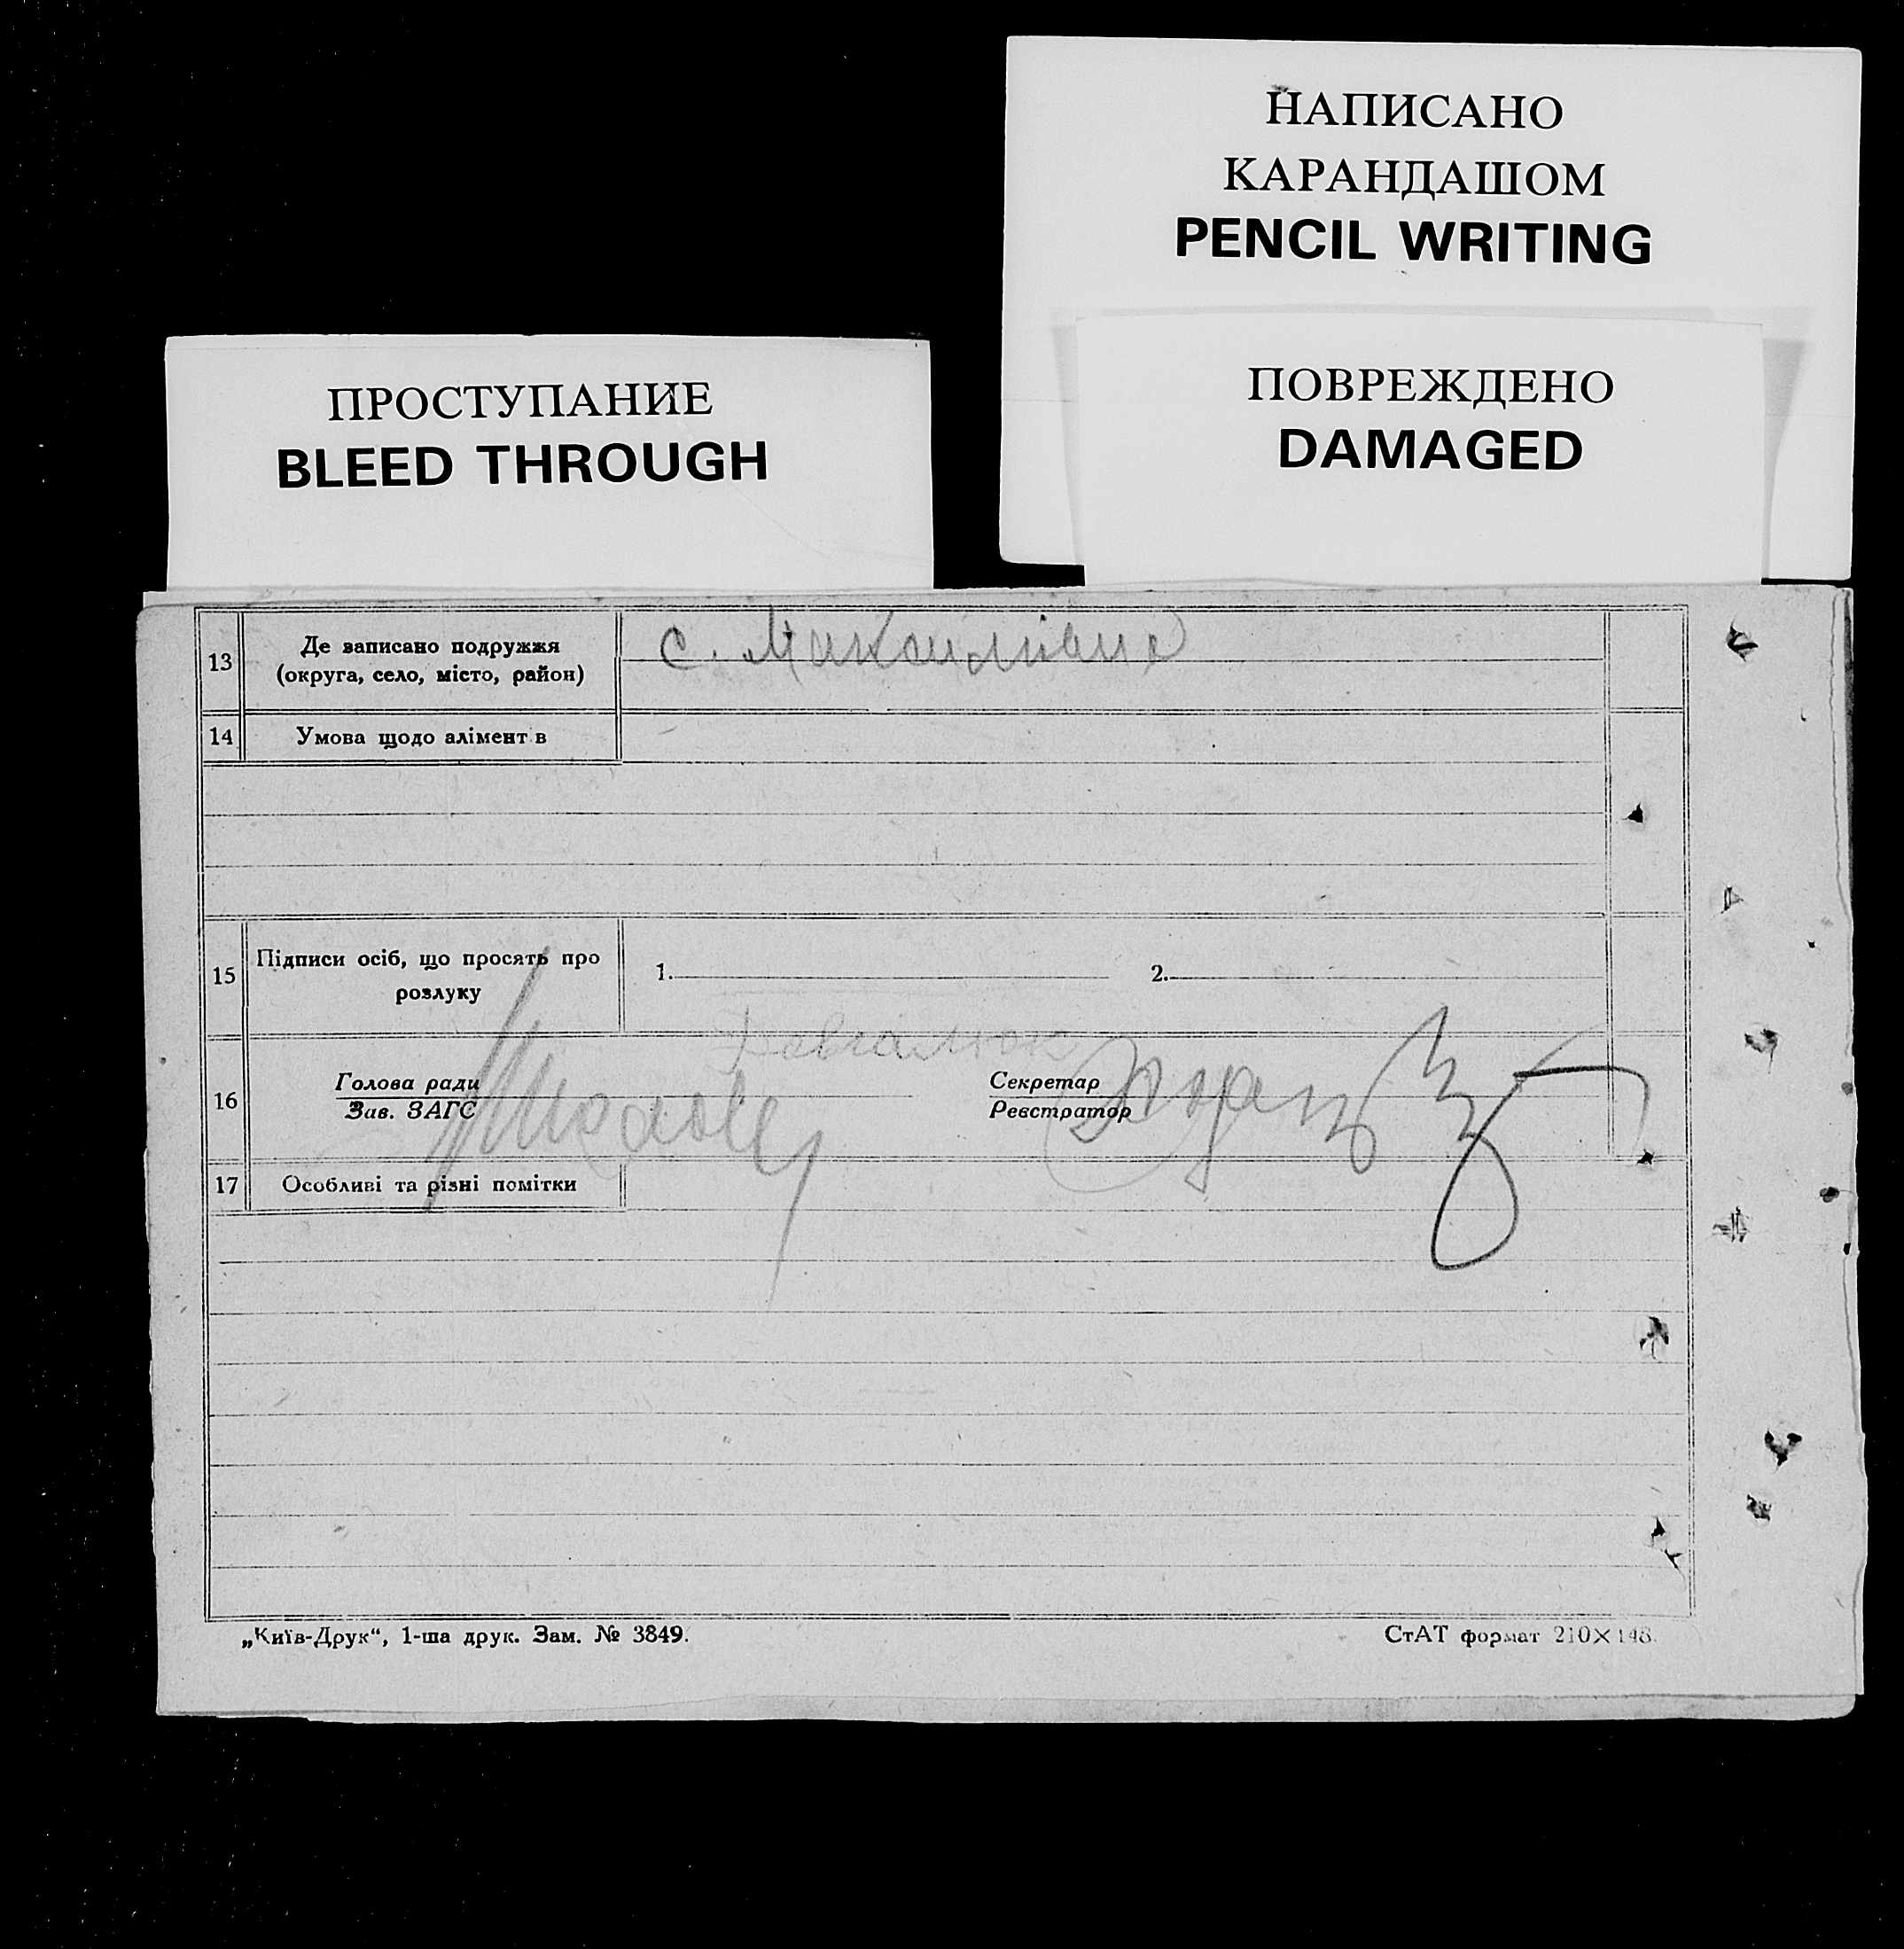 НАПИСАНО
КАРАНДАШОМ
PENCIL WRITING
ПРОСТУПАНИЕ
BLEED THROUGH
ПОВРЕЖДЕНО
DAMAGED
13 Де записано подружжя
(округа, село, місто, район)
с.
14 Умова щодо алімент в
15 Підписи осіб, що просять про
розлуку
1. 2.
16 Голова ради
Зав. ЗАГС
Секретар
Реєстратор
17 Особливі та різні помітки
„Київ-Друк“, 1-ша друк. Зам. № 3849.
СтАТ формат 210×148.